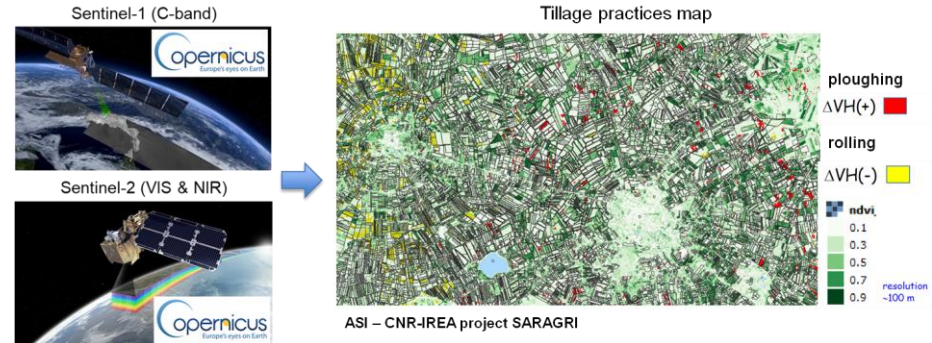 Sentinel-1 (C-band)
opernicus
Europe's eyes on Earth
Sentinel-2 (VIS & NIR)
opernicus
Europe's eyes on Earth
Tillage practices map
ploughing
ΔVH(+)
rolling
ΔVH(-)
ndvi
0.1
0.3
0.5
0.7
0.9
resolution
~100 m
ASI – CNR-IREA project SARAGRI